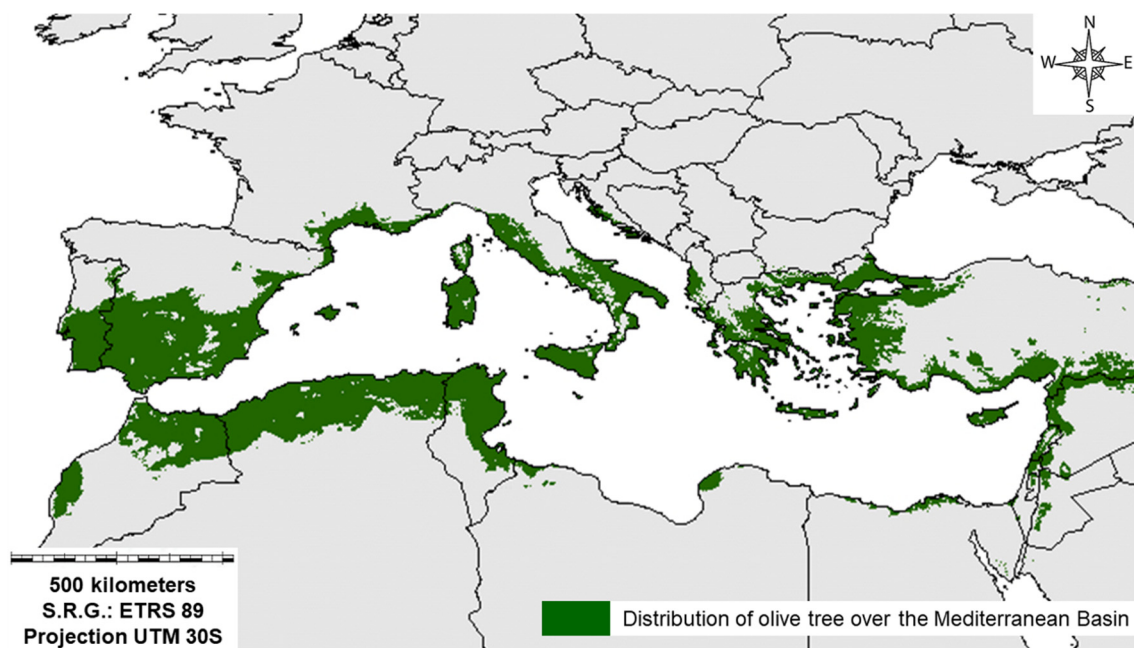 N
W E
S
500 kilometers
S.R.G.: ETRS 89
Projection UTM 30S
Distribution of olive tree over the Mediterranean Basin